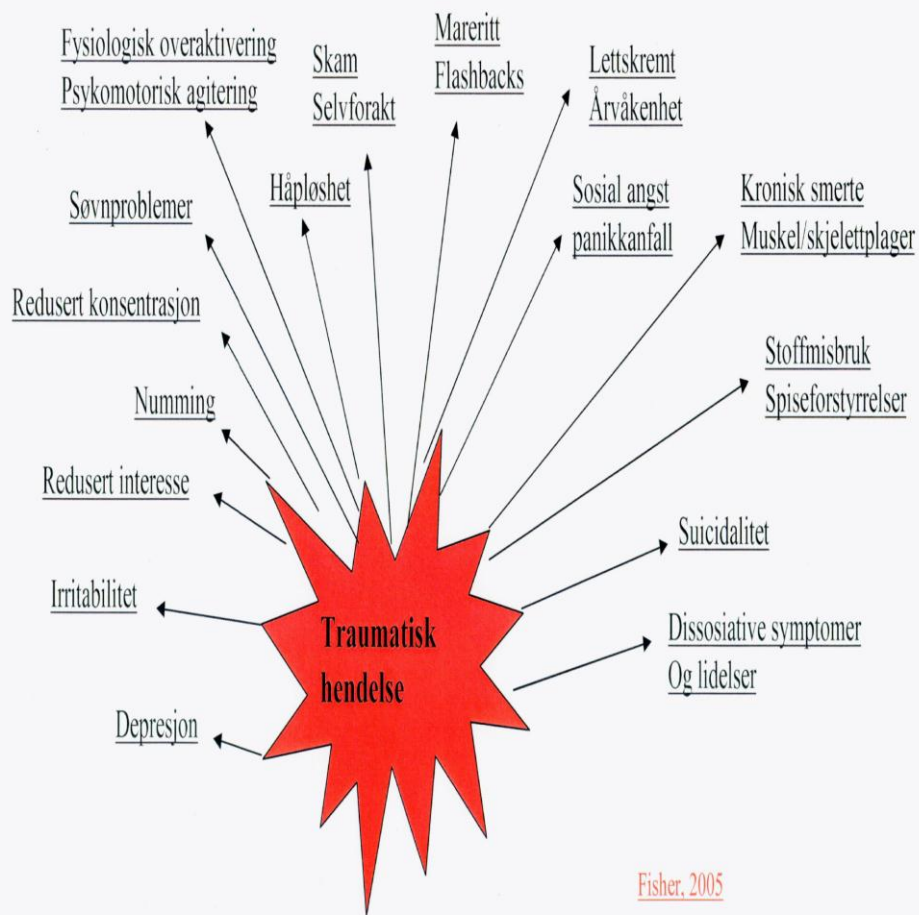 Fysiologisk overaktivering
Psykomotorisk agitering
Skam
Selvforakt
Mareritt
Flashbacks
Lettskremt
Årvåkenhet
Søvnproblemer
Håpløshet
Sosial angst
panikkanfall
Kronisk smerte
Muskel/skjelettplager
Redusert konsentrasjon
Stoffmisbruk
Spiseforstyrrelser
Numming
Redusert interesse
Suicidalitet
Irritabilitet
Traumatisk
hendelse
Dissosiative symptomer
Og lidelser
Depresjon
Fisher, 2005